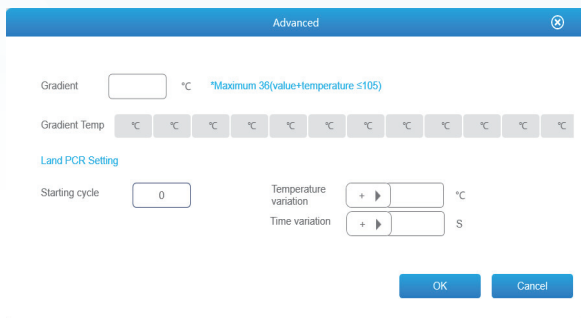 Advanced
Gradient ℃ *Maximum 36(value+temperature ≤105)
Gradient Temp ℃ ℃ ℃ ℃ ℃ ℃ ℃ ℃ ℃ ℃ ℃ ℃
Land PCR Setting
Starting cycle 0
Temperature variation + ℃
Time variation + S
OK Cancel